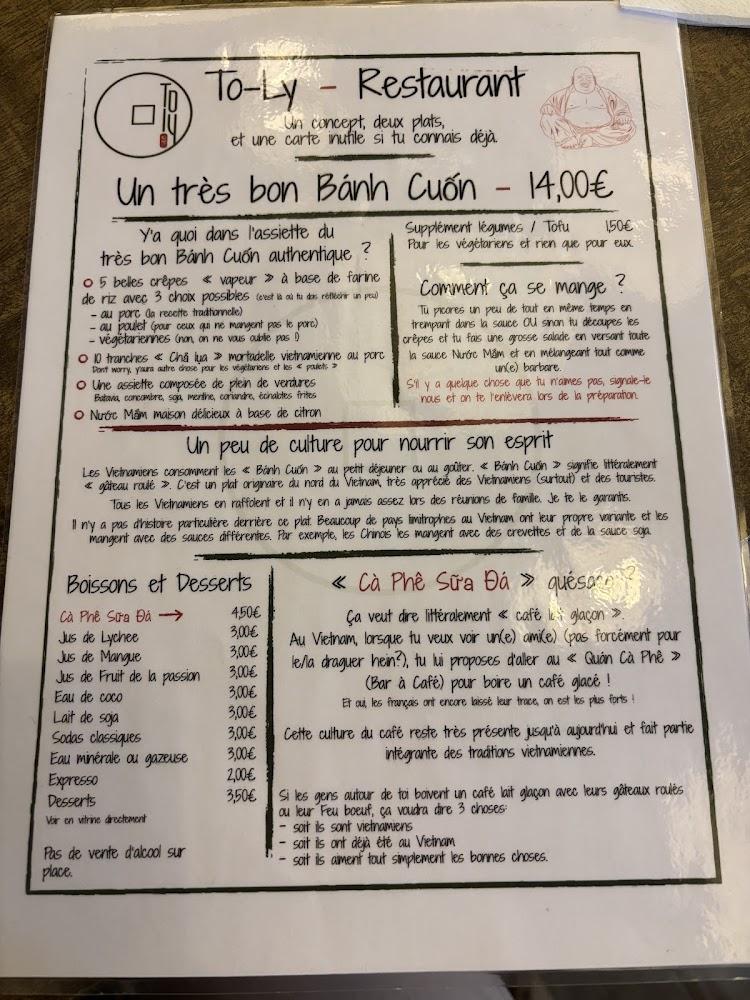 TO
LY
To-Ly - Restaurant
Un concept, deux plats,
et une carte inutile si tu connais déjà.
Un très bon Bánh Cuốn - 14,00€
Y'a quoi dans l'assiette du
très bon Bánh Cuốn authentique ?
5 belles crêpes « vapeur » à base de farine
de riz avec 3 choix possibles (c'est là où tu dois réfléchir un peu)
- au porc (la recette traditionnelle)
- au poulet (pour ceux qui ne mangent pas le porc)
- végétariennes (non, on ne vous oublie pas !)
10 tranches « Chả lụa » mortadelle vietnamienne au porc
Don't worry, y'aura autre chose pour les végétariens et les « poulets »
Une assiette composée de plein de verdures
Batavia, concombre, soja, menthe, coriandre, échalotes frites
Nước Mắm maison délicieux à base de citron
Supplément légumes / Tofu 1,50€
Pour les végétariens et rien que pour eux.
Comment ça se mange ?
Tu picores un peu de tout en même temps en
trempant dans la sauce OU sinon tu découpes les
crêpes et tu fais une grosse salade en versant toute
la sauce Nước Mắm et en mélangeant tout comme
un(e) barbare.
S'il y a quelque chose que tu n'aimes pas, signale-le
nous et on te l'enlèvera lors de la préparation.
Un peu de culture pour nourrir son esprit
Les Vietnamiens consomment les « Bánh Cuốn » au petit déjeuner ou au goûter. « Bánh Cuốn » signifie littéralement
« gâteau roulé ». C'est un plat originaire du nord du Vietnam, très apprécié des Vietnamiens (surtout) et des touristes.
Tous les Vietnamiens en raffolent et il n'y en a jamais assez lors des réunions de famille. Je te le garantis.
Il n'y a pas d'histoire particulière derrière ce plat. Beaucoup de pays limitrophes au Vietnam ont leur propre variante et les
mangent avec des sauces différentes. Par exemple, les Chinois les mangent avec des crevettes et de la sauce soja.
Boissons et Desserts
Cà Phê Sữa Đá → 4,50€
Jus de Lychee 3,00€
Jus de Mangue 3,00€
Jus de Fruit de la passion 3,00€
Eau de coco 3,00€
Lait de soja 3,00€
Sodas classiques 3,00€
Eau minérale ou gazeuse 3,00€
Expresso 2,00€
Desserts 3,50€
Voir en vitrine directement
Pas de vente d'alcool sur
place.
« Cà Phê Sữa Đá » quésaco ?
Ça veut dire littéralement « café lait glaçon ».
Au Vietnam, lorsque tu veux voir un(e) ami(e) (pas forcément pour
le/la draguer hein?), tu lui proposes d'aller au « Quán Cà Phê »
(Bar à Café) pour boire un café glacé !
Et oui, les français ont encore laissé leur trace, on est les plus forts !
Cette culture du café reste très présente jusqu'à aujourd'hui et fait partie
intégrante des traditions vietnamiennes.
Si les gens autour de toi boivent un café lait glaçon avec leurs gâteaux roulés
ou leur Feu boeuf, ça voudra dire 3 choses:
- soit ils sont vietnamiens
- soit ils ont déjà été au Vietnam
- soit ils aiment tout simplement les bonnes choses.